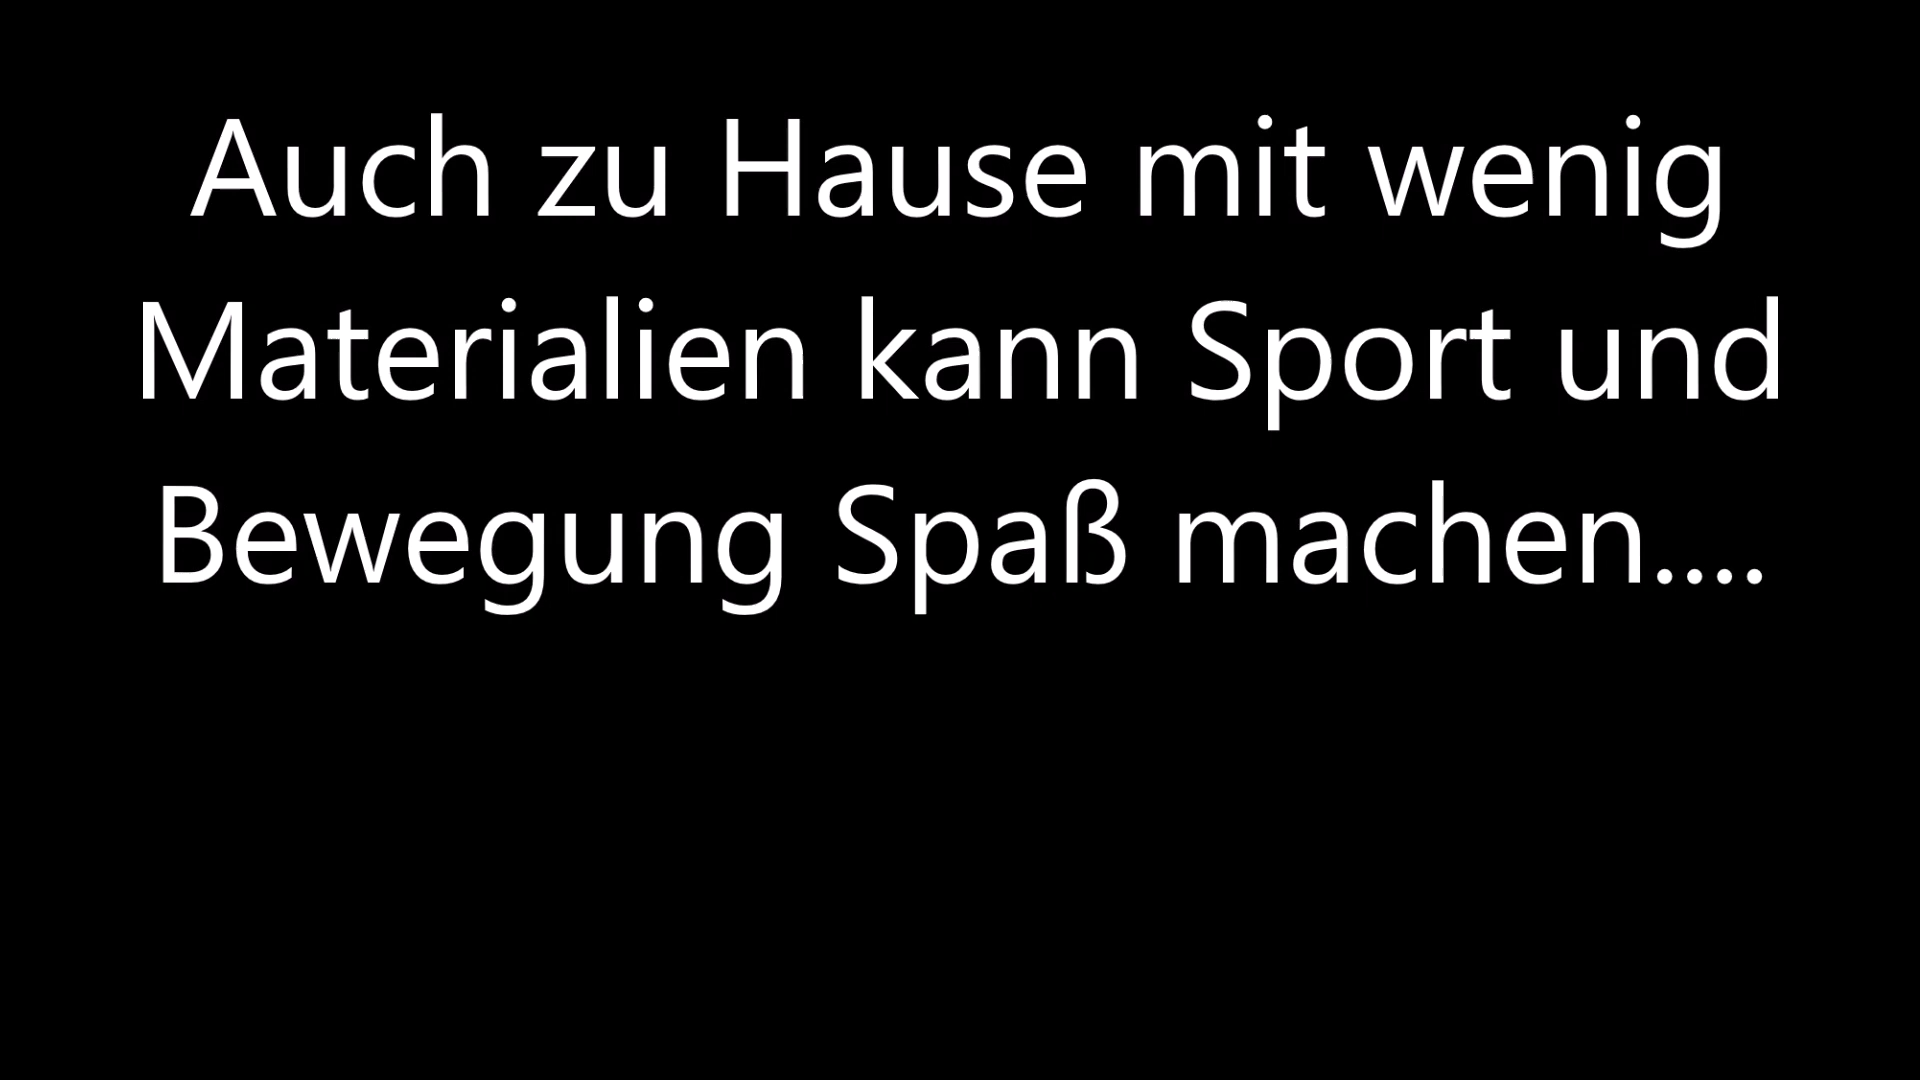 Auch zu Hause mit wenig
Materialien kann Sport und
Bewegung Spaß machen....